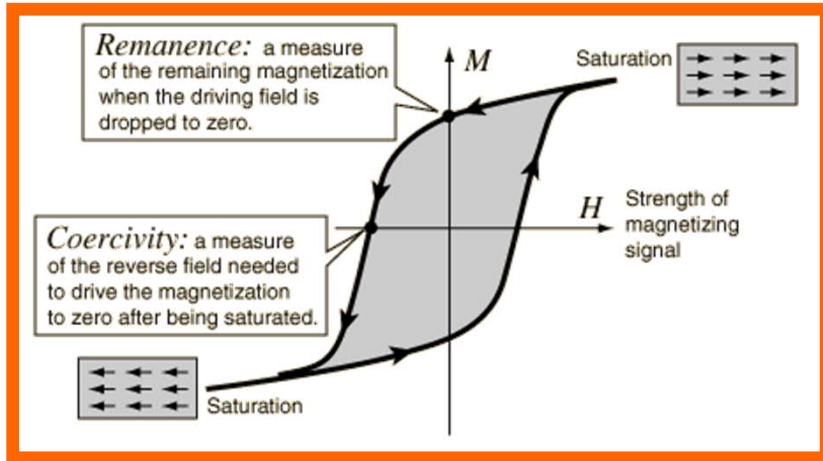 Remanence: a measure
of the remaining magnetization
when the driving field is
dropped to zero.
M
Saturation
H
Strength of
magnetizing
signal
Coercivity: a measure
of the reverse field needed
to drive the magnetization
to zero after being saturated.
Saturation